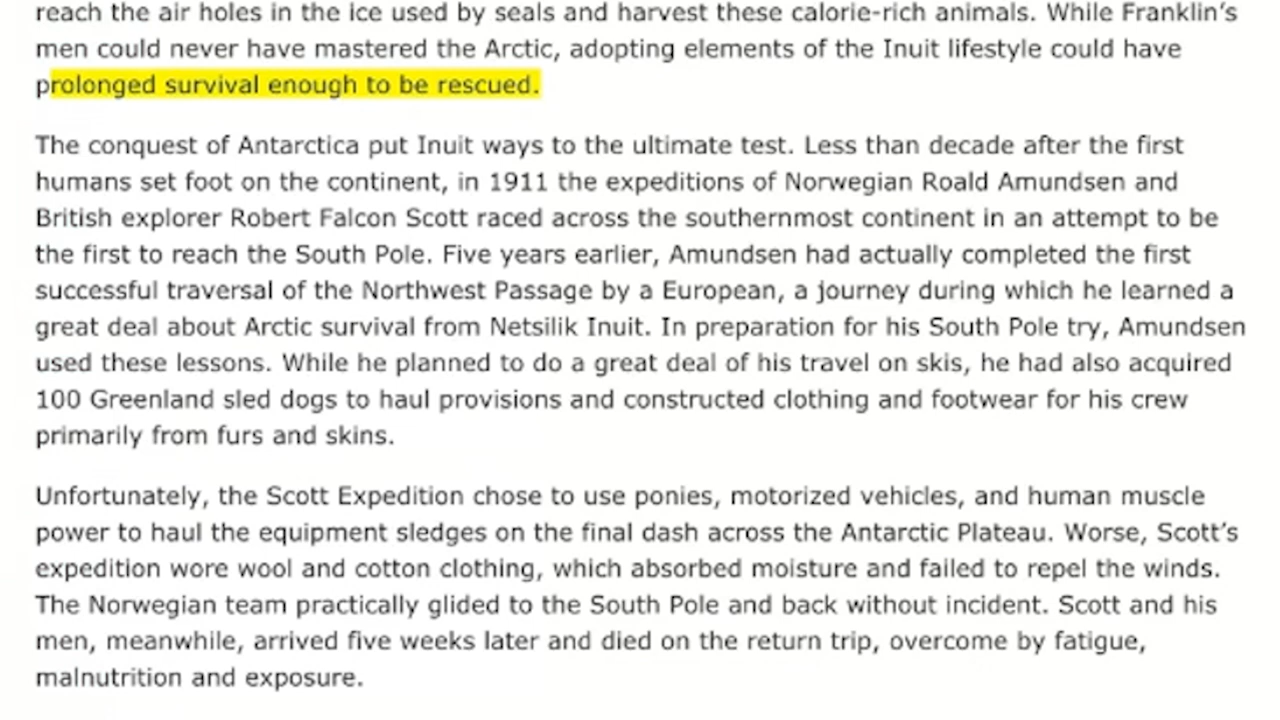 reach the air holes in the ice used by seals and harvest these calorie-rich animals. While Franklin's
men could never have mastered the Arctic, adopting elements of the Inuit lifestyle could have
prolonged survival enough to be rescued.
The conquest of Antarctica put Inuit ways to the ultimate test. Less than decade after the first
humans set foot on the continent, in 1911 the expeditions of Norwegian Roald Amundsen and
British explorer Robert Falcon Scott raced across the southernmost continent in an attempt to be
the first to reach the South Pole. Five years earlier, Amundsen had actually completed the first
successful traversal of the Northwest Passage by a European, a journey during which he learned a
great deal about Arctic survival from Netsilik Inuit. In preparation for his South Pole try, Amundsen
used these lessons. While he planned to do a great deal of his travel on skis, he had also acquired
100 Greenland sled dogs to haul provisions and constructed clothing and footwear for his crew
primarily from furs and skins.
Unfortunately, the Scott Expedition chose to use ponies, motorized vehicles, and human muscle
power to haul the equipment sledges on the final dash across the Antarctic Plateau. Worse, Scott's
expedition wore wool and cotton clothing, which absorbed moisture and failed to repel the winds.
The Norwegian team practically glided to the South Pole and back without incident. Scott and his
men, meanwhile, arrived five weeks later and died on the return trip, overcome by fatigue,
malnutrition and exposure.